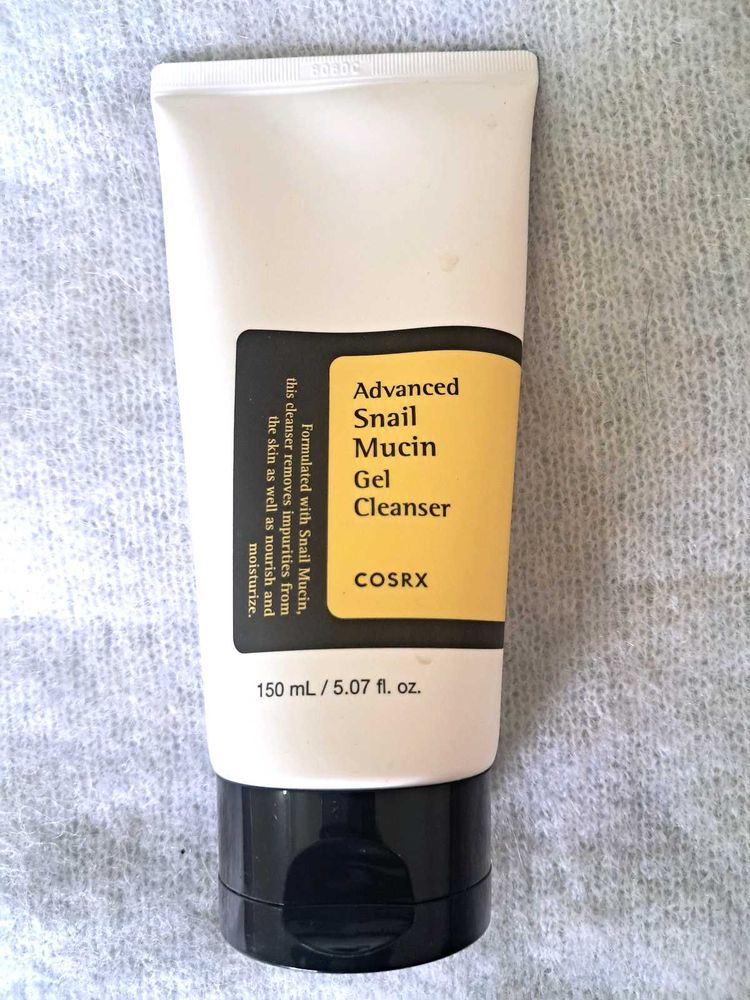 Advanced
Snail
Mucin
Gel
Cleanser
COSRX
Formulated with Snail Mucin,
this cleanser removes impurities from
the skin as well as nourish and
moisturize.
150 mL / 5.07 fl. oz.